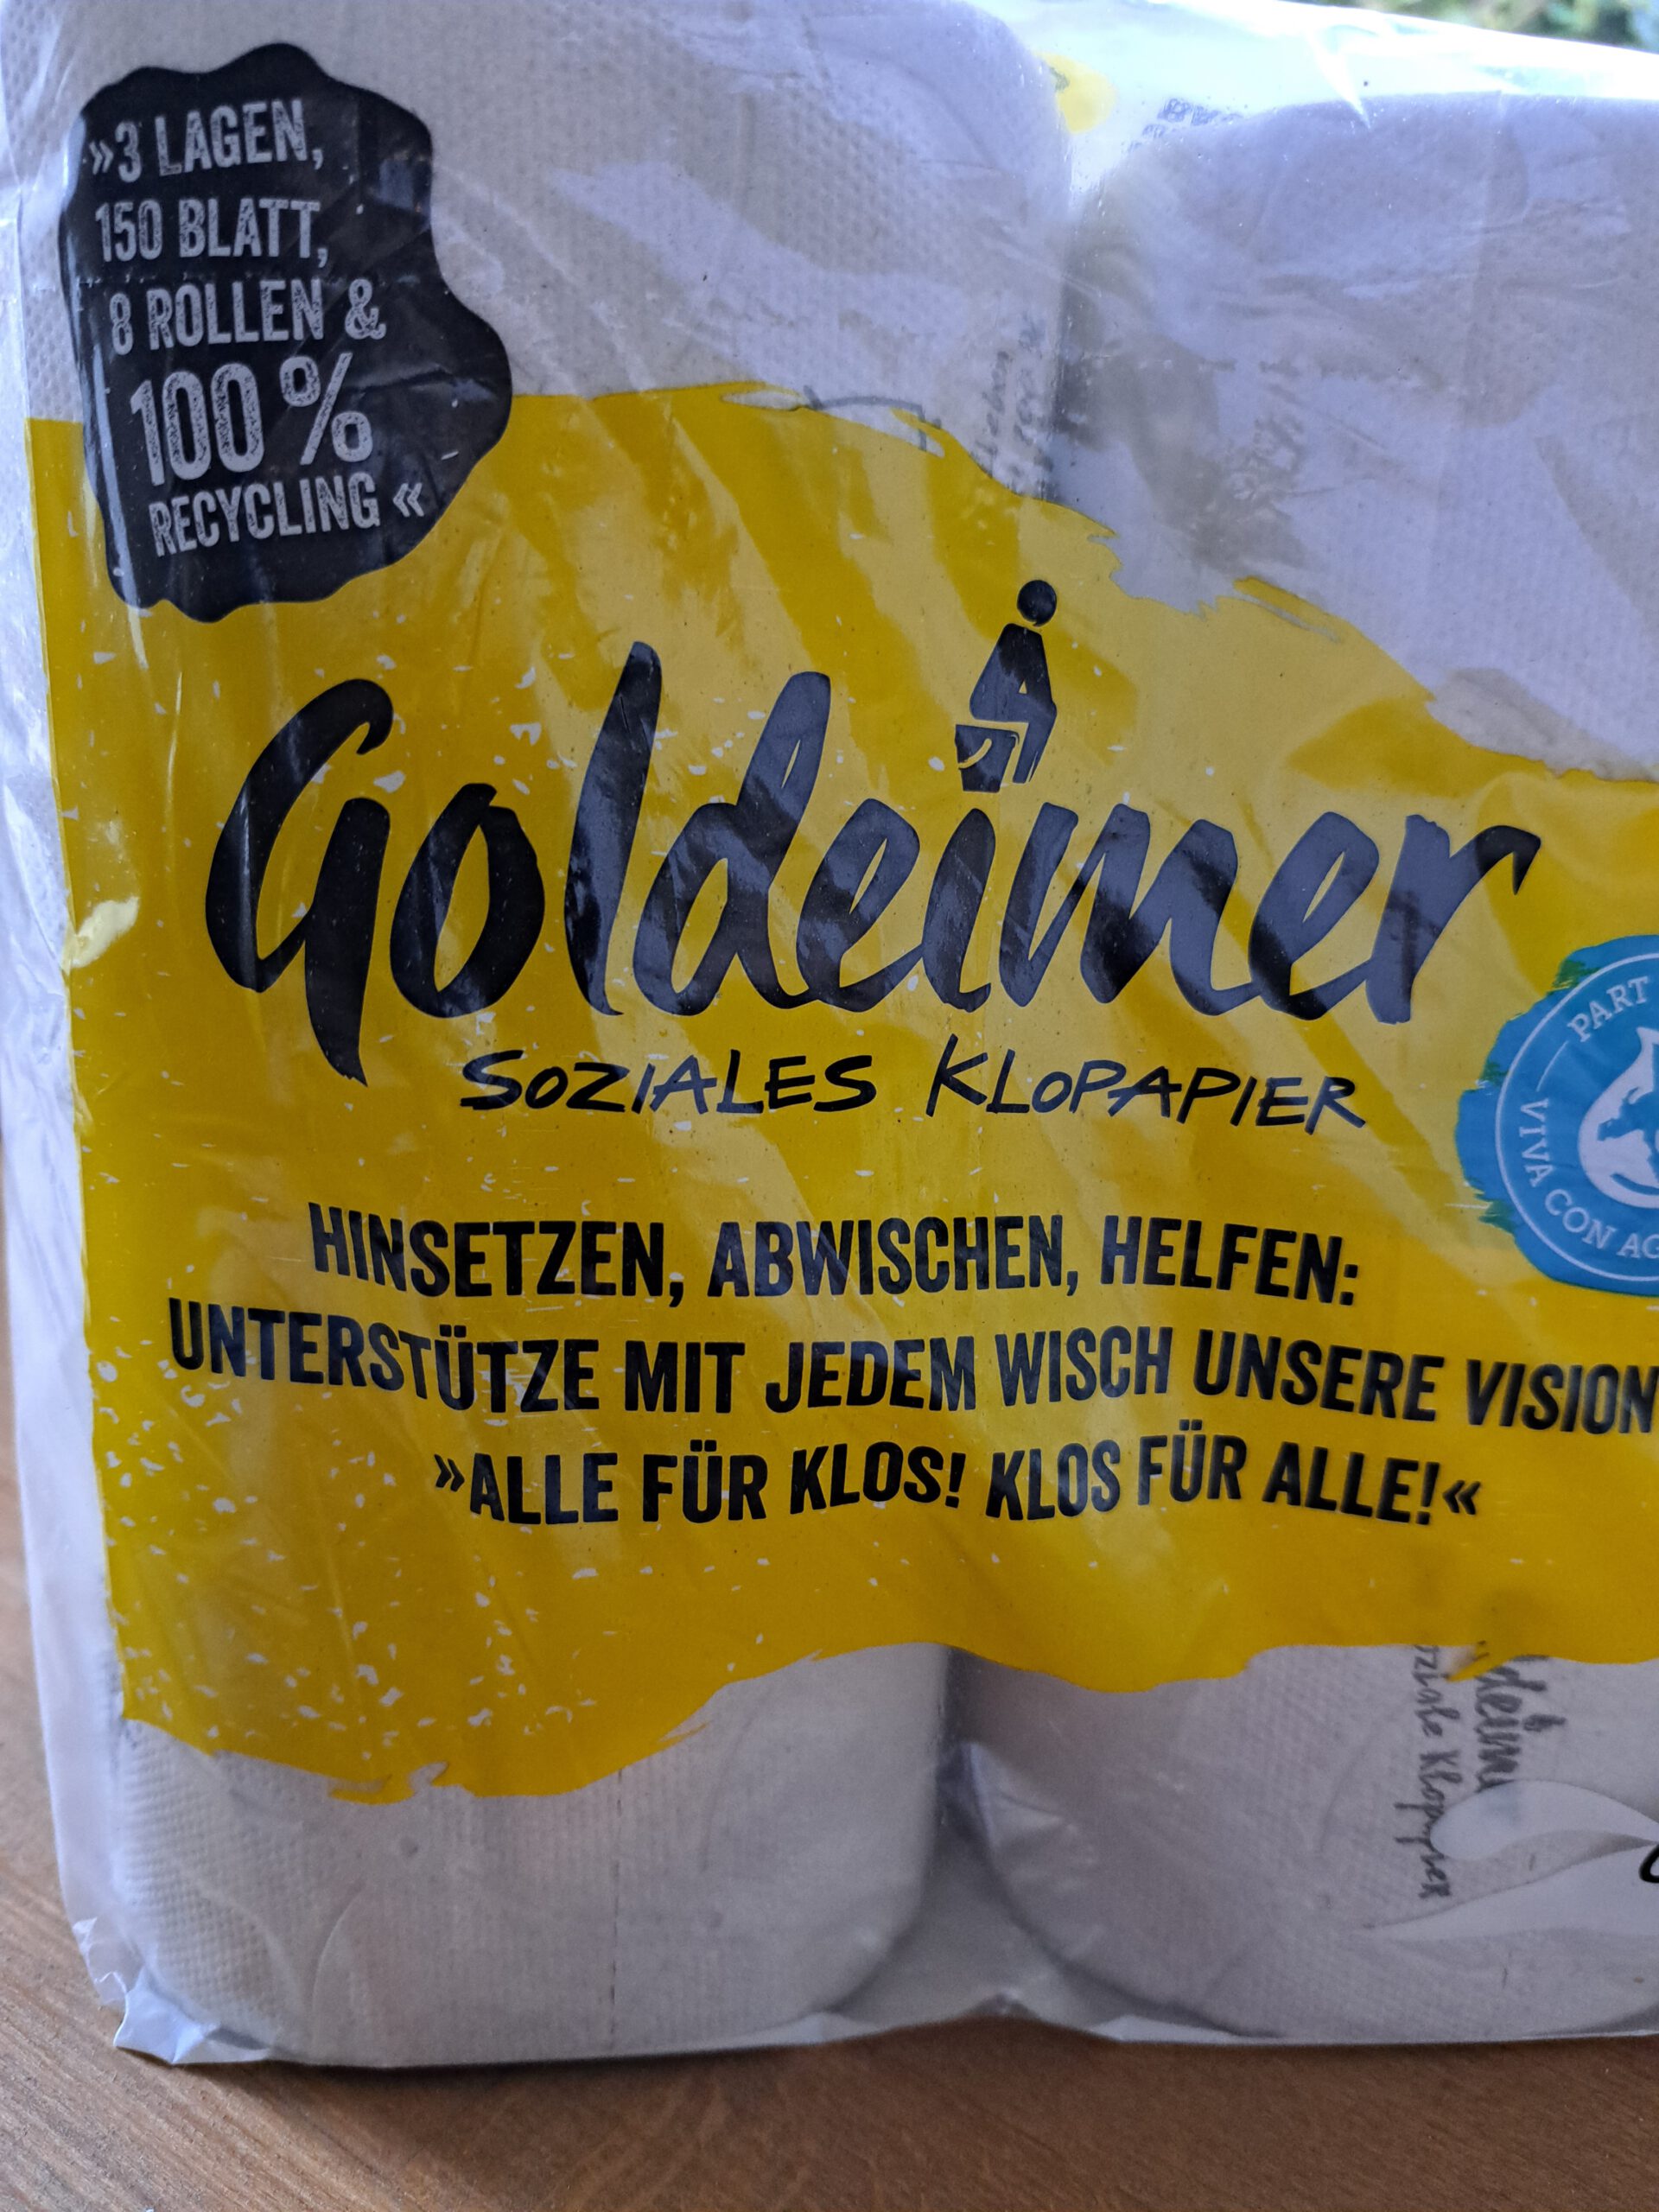 »3 LAGEN,
150 BLATT,
8 ROLLEN &
100 %
RECYCLING «
Goldeimer
SOZIALES KLOPAPIER
PART
VIVA CON
HINSETZEN, ABWISCHEN, HELFEN:
UNTERSTÜTZE MIT JEDEM WISCH UNSERE VISION
»ALLE FÜR KLOS! KLOS FÜR ALLE!«
Klopapier